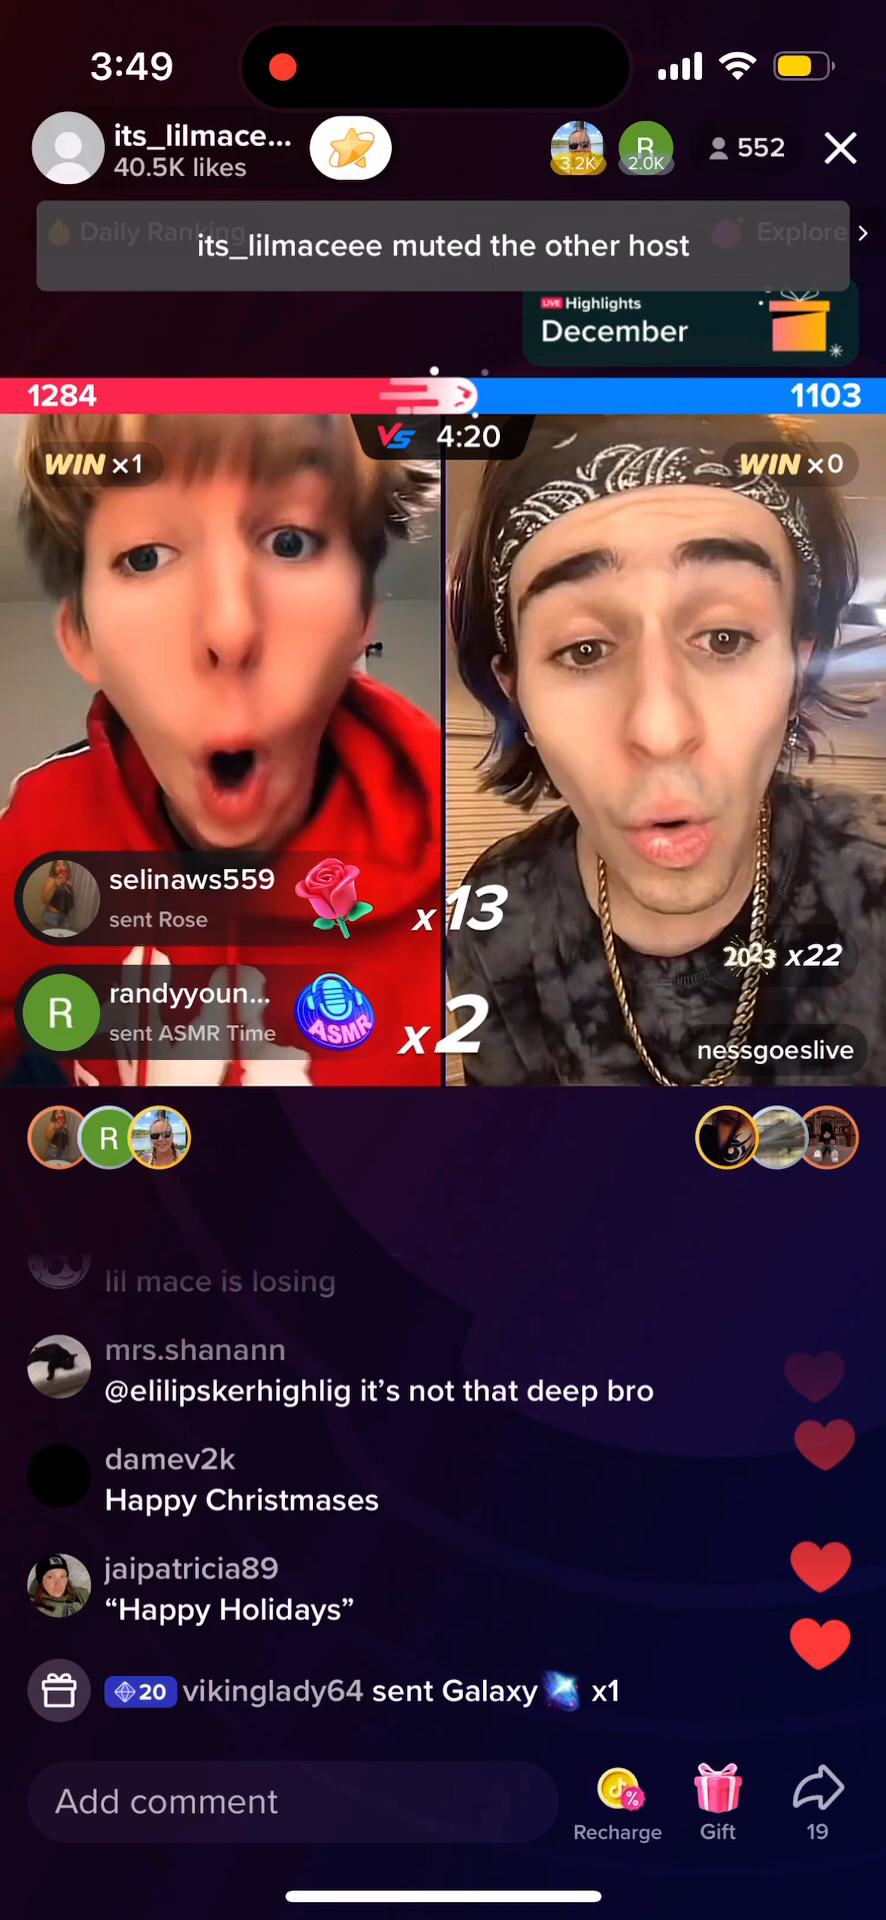 3:49
its_lilmace...
40.5K likes
3.2K
R
2.0K
552
Daily Ranking
Explore
its_lilmaceee muted the other host
LIVE Highlights
December
1284
1103
VS 4:20
WIN x1
WIN x0
selinaws559
sent Rose
x13
2023 x22
R
randyyoun...
sent ASMR Time
ASMR
x2
nessgoeslive
R
lil mace is losing
mrs.shanann
@elilipskerhighlig it’s not that deep bro
damev2k
Happy Christmases
jaipatricia89
“Happy Holidays”
20 vikinglady64 sent Galaxy x1
Add comment
Recharge
Gift
19